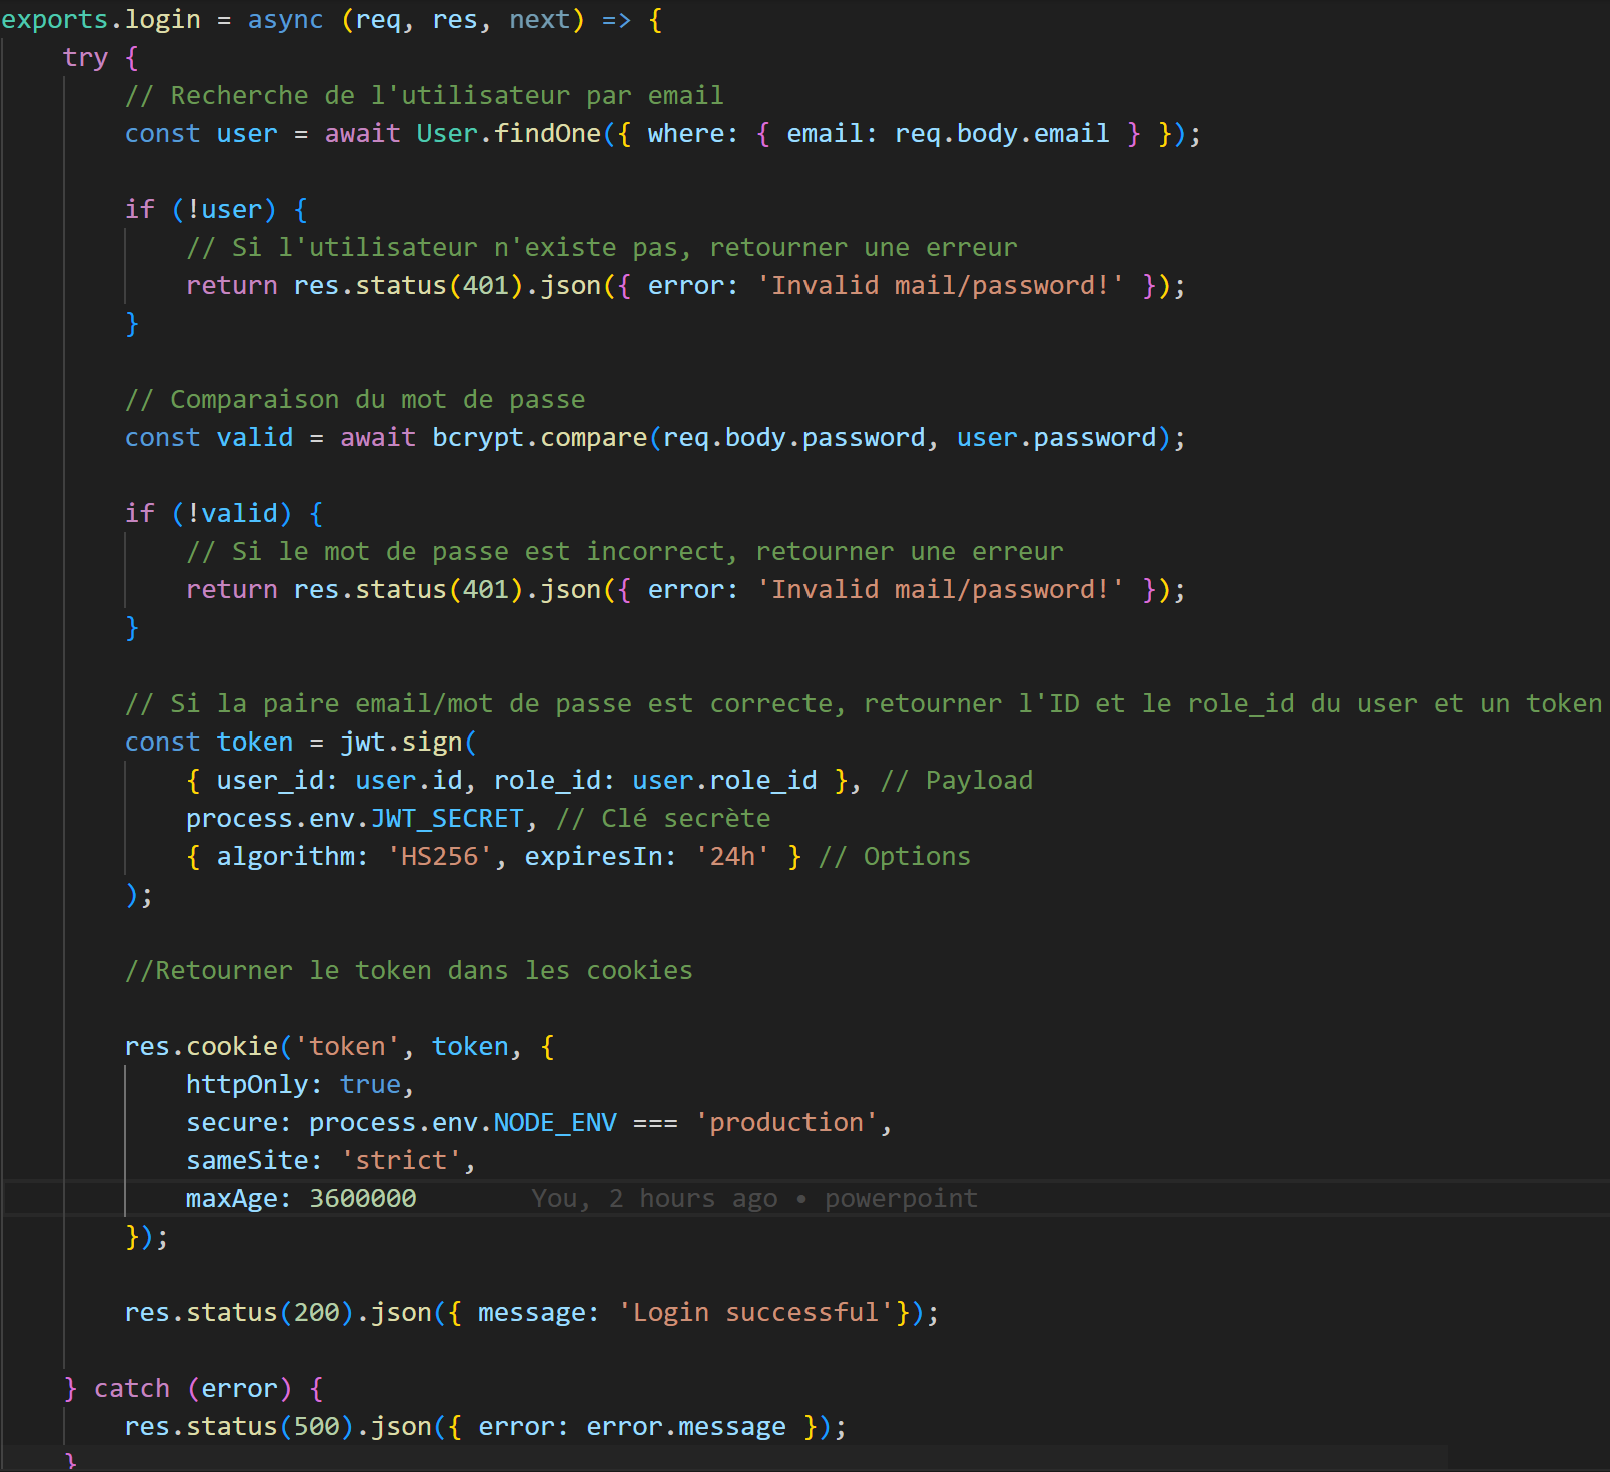 exports.login = async (req, res, next) => {
    try {
        // Recherche de l'utilisateur par email
        const user = await User.findOne({ where: { email: req.body.email } });

        if (!user) {
            // Si l'utilisateur n'existe pas, retourner une erreur
            return res.status(401).json({ error: 'Invalid mail/password!' });
        }

        // Comparaison du mot de passe
        const valid = await bcrypt.compare(req.body.password, user.password);

        if (!valid) {
            // Si le mot de passe est incorrect, retourner une erreur
            return res.status(401).json({ error: 'Invalid mail/password!' });
        }

        // Si la paire email/mot de passe est correcte, retourner l'ID et le role_id du user et un token
        const token = jwt.sign(
            { user_id: user.id, role_id: user.role_id }, // Payload
            process.env.JWT_SECRET, // Clé secrète
            { algorithm: 'HS256', expiresIn: '24h' } // Options
        );

        //Retourner le token dans les cookies

        res.cookie('token', token, {
            httpOnly: true,
            secure: process.env.NODE_ENV === 'production',
            sameSite: 'strict',
            maxAge: 3600000        You, 2 hours ago • powerpoint
        });

        res.status(200).json({ message: 'Login successful'});

    } catch (error) {
        res.status(500).json({ error: error.message });
    }